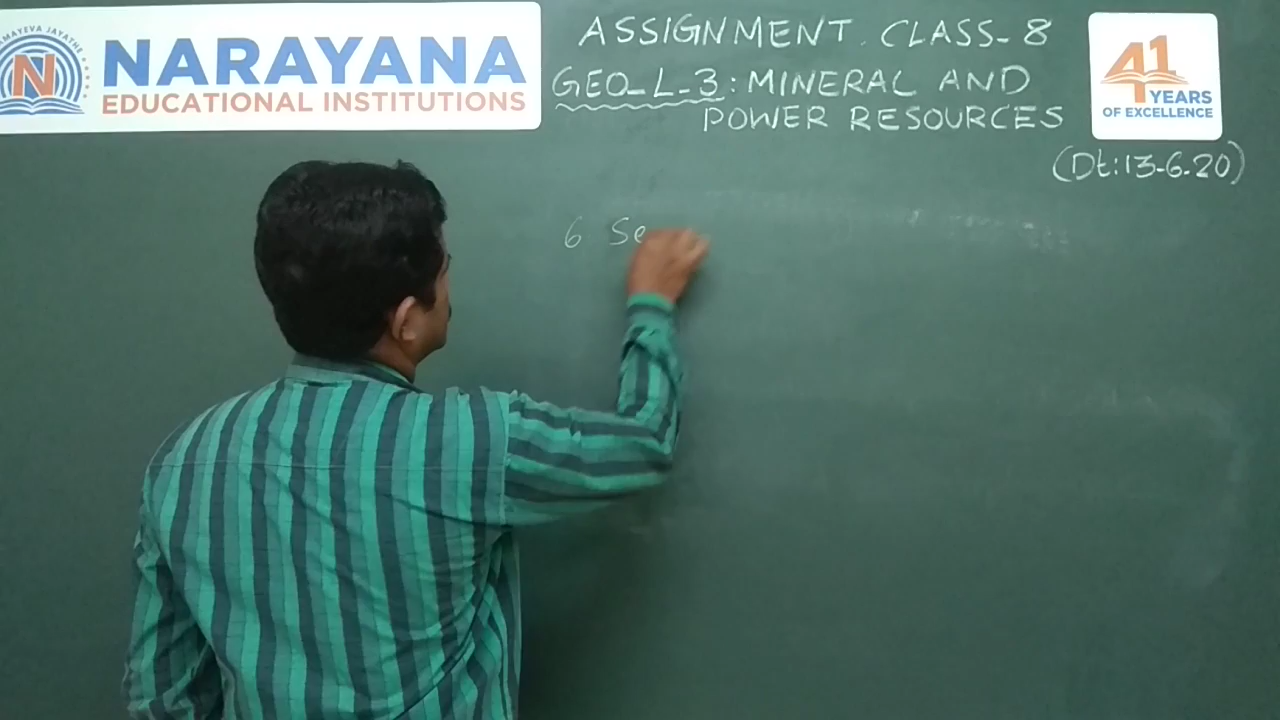 NARAYANA
EDUCATIONAL INSTITUTIONS
N
ASSIGNMENT. CLASS-8
GEO-L-3: MINERAL AND
POWER RESOURCES
41
YEARS
OF EXCELLENCE
(Dt:13-6.20)
6 Se